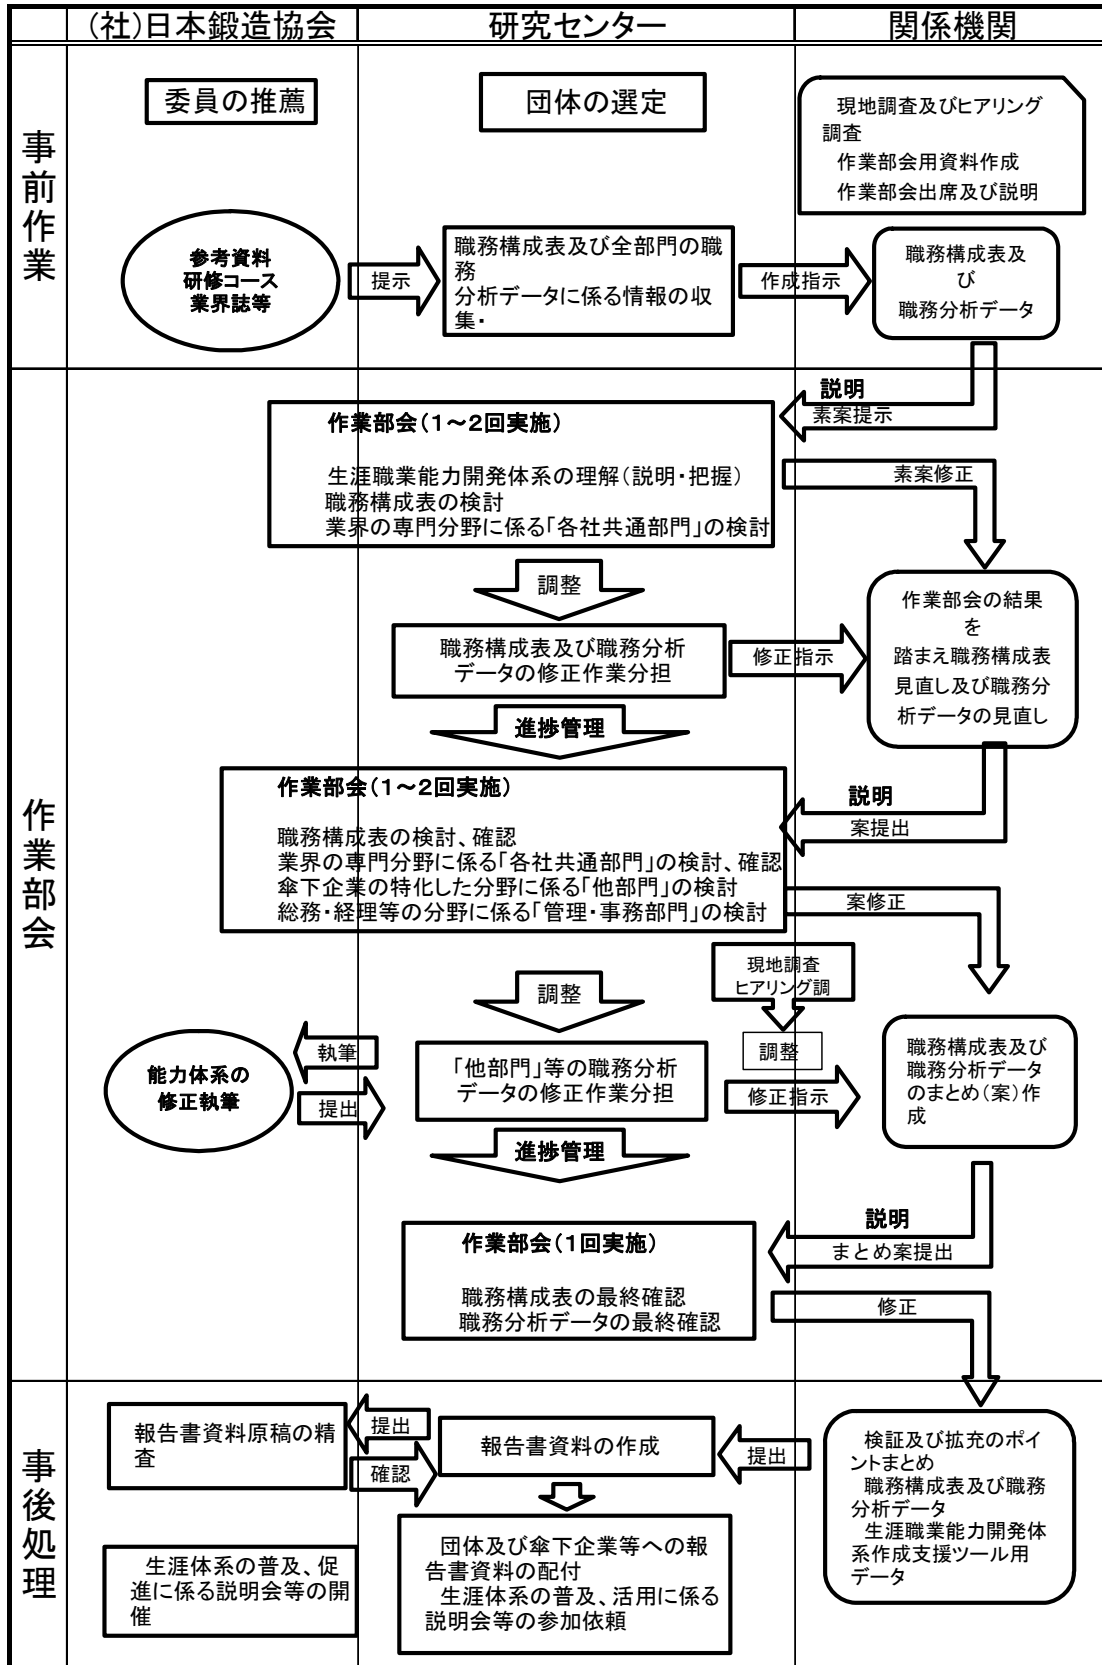 (社)日本鍛造協会
研究センター
関係機関
事前作業
委員の推薦
団体の選定
現地調査及びヒアリング
調査
作業部会用資料作成
作業部会出席及び説明
参考資料
研修コース
業界誌等
提示
職務構成表及び全部門の職
務
分析データに係る情報の収
集・
作成指示
職務構成表及
び
職務分析データ
作業部会
説明
素案提示
作業部会(1～2回実施)
生涯職業能力開発体系の理解(説明・把握)
職務構成表の検討
業界の専門分野に係る「各社共通部門」の検討
素案修正
調整
職務構成表及び職務分析
データの修正作業分担
修正指示
作業部会の結果
を
踏まえ職務構成表
見直し及び職務分
析データの見直し
進捗管理
作業部会(1～2回実施)
職務構成表の検討、確認
業界の専門分野に係る「各社共通部門」の検討、確認
傘下企業の特化した分野に係る「他部門」の検討
総務・経理等の分野に係る「管理・事務部門」の検討
説明
案提出
案修正
現地調査
ヒアリング調
調整
調整
執筆
能力体系の
修正執筆
提出
「他部門」等の職務分析
データの修正作業分担
修正指示
職務構成表及び
職務分析データ
のまとめ(案)作
成
進捗管理
説明
まとめ案提出
作業部会(1回実施)
職務構成表の最終確認
職務分析データの最終確認
修正
事後処理
報告書資料原稿の精
査
提出
確認
報告書資料の作成
提出
検証及び拡充のポイ
ントまとめ
職務構成表及び職務
分析データ
生涯職業能力開発体
系作成支援ツール用
データ
生涯体系の普及、促
進に係る説明会等の開
催
団体及び傘下企業等への報
告書資料の配付
生涯体系の普及、活用に係る
説明会等の参加依頼